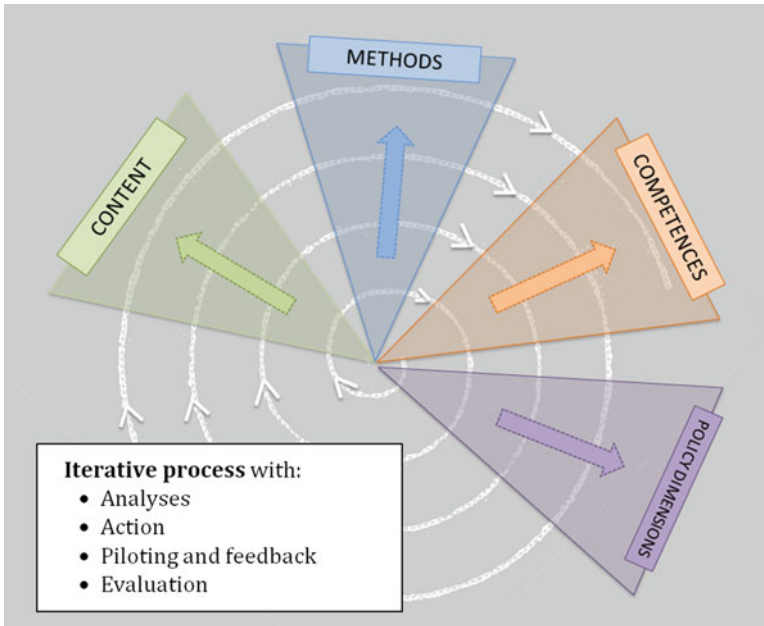 METHODS
CONTENT
COMPETENCES
POLICY DIMENSIONS
Iterative process with:
• Analyses
• Action
• Piloting and feedback
• Evaluation